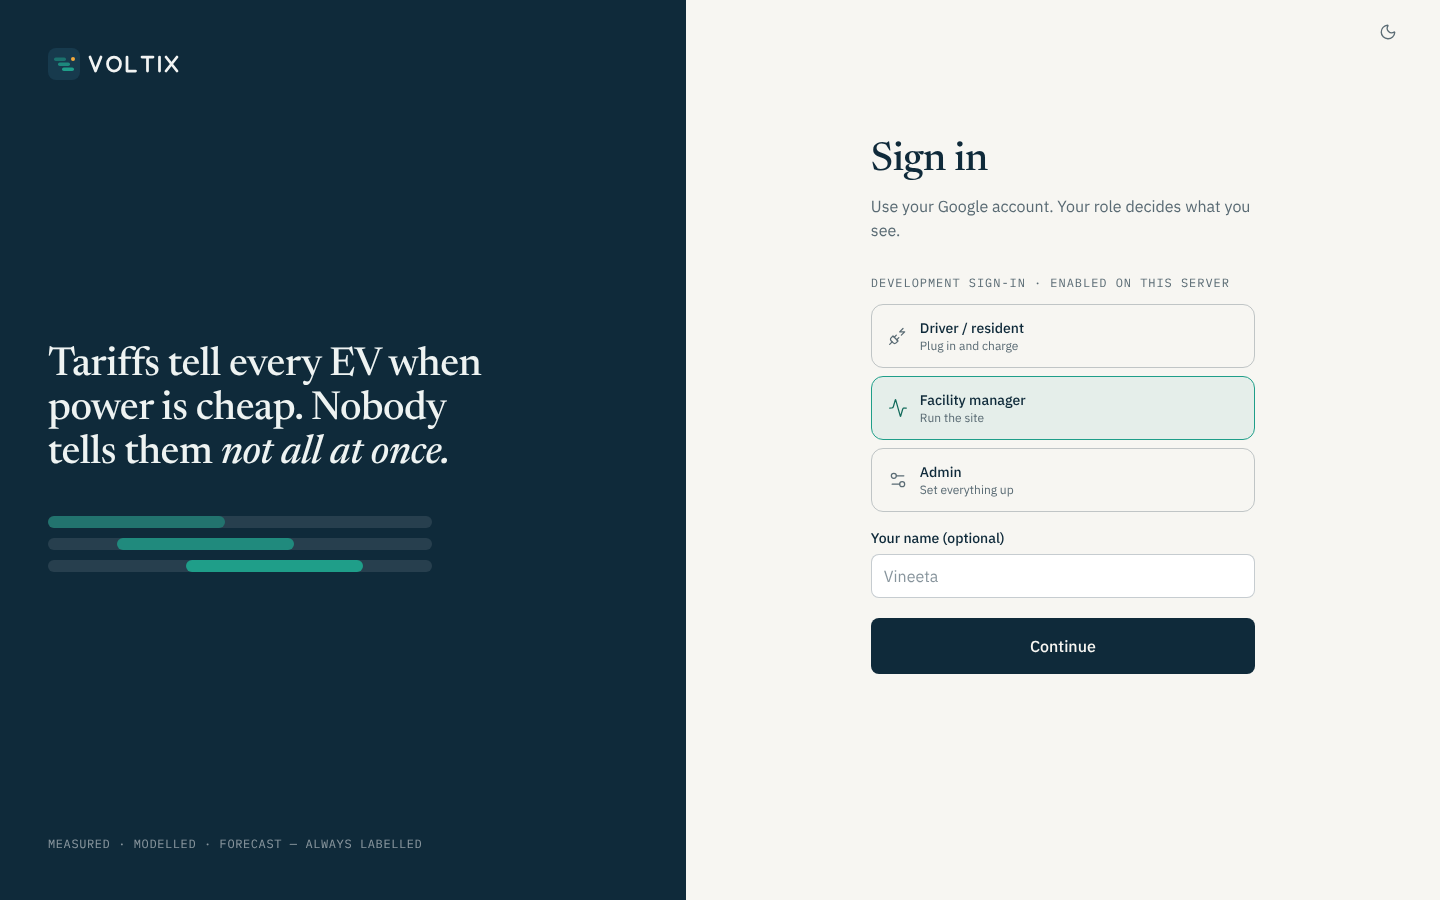 VOLTIX
Tariffs tell every EV when
power is cheap. Nobody
tells them not all at once.
MEASURED · MODELLED · FORECAST — ALWAYS LABELLED
Sign in
Use your Google account. Your role decides what you
see.
DEVELOPMENT SIGN-IN · ENABLED ON THIS SERVER
Driver / resident
Plug in and charge
Facility manager
Run the site
Admin
Set everything up
Your name (optional)
Vineeta
Continue